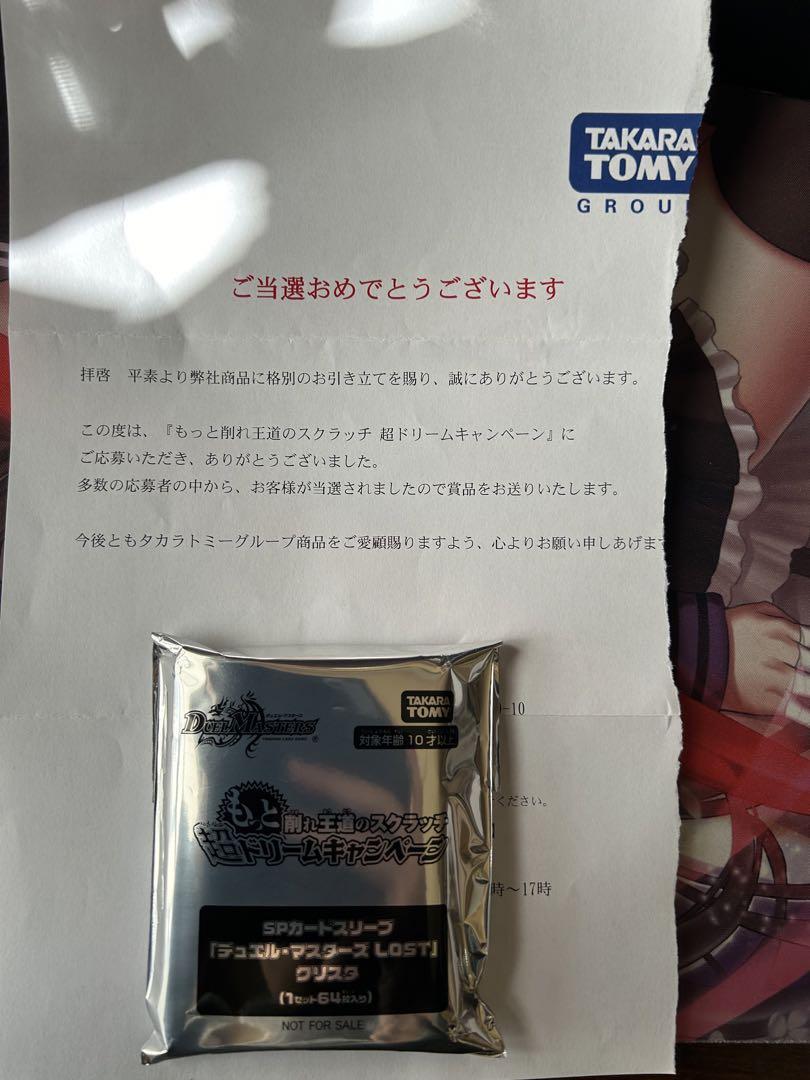 TAKARA
TOMY
GROU
ご当選おめでとうございます
拝啓　平素より弊社商品に格別のお引き立てを賜り、誠にありがとうございます。
この度は、『もっと削れ王道のスクラッチ 超ドリームキャンペーン』に
ご応募いただき、ありがとうございました。
多数の応募者の中から、お客様が当選されましたので賞品をお送りいたします。
今後ともタカラトミーグループ商品をご愛顧賜りますよう、心よりお願い申しあげます
-10
ください。
時～17時
デュエル・マスターズ
DUEL MASTERS
TRADING CARD GAME
®
TAKARA
TOMY
対象年齢10才以上
もっと削れ王道のスクラッチ
超ドリームキャンペーン
SPカードスリーブ
「デュエル・マスターズ LOST」
クリスタ
(1セット64枚入り)
NOT FOR SALE